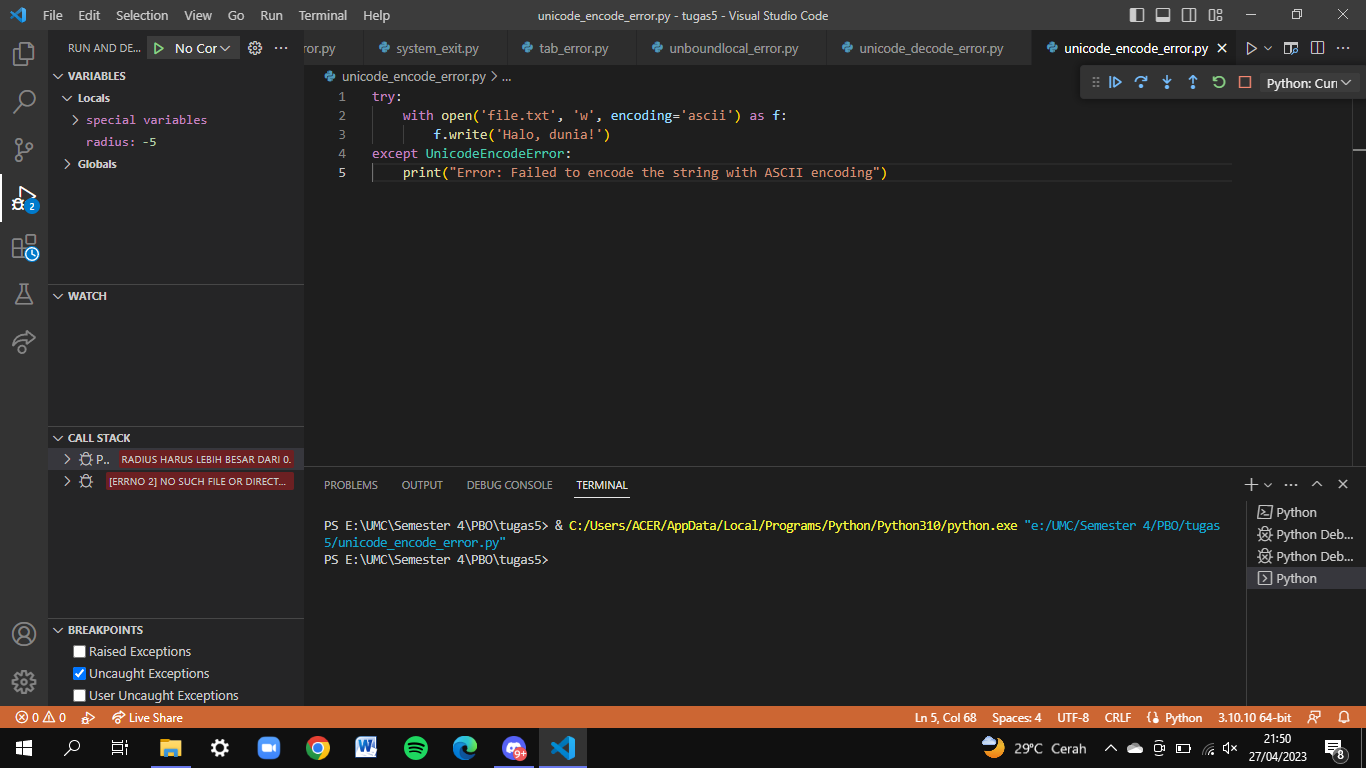 File Edit Selection View Go Run Terminal Help unicode_encode_error.py - tugas5 - Visual Studio Code
RUN AND DE... No Cor
ror.py system_exit.py tab_error.py unboundlocal_error.py unicode_decode_error.py unicode_encode_error.py
unicode_encode_error.py > ...
Python: Cur
VARIABLES
Locals
special variables
radius: -5
Globals
WATCH
CALL STACK
P.. RADIUS HARUS LEBIH BESAR DARI 0.
[ERRNO 2] NO SUCH FILE OR DIRECT...
BREAKPOINTS
Raised Exceptions
Uncaught Exceptions
User Uncaught Exceptions
2
1 try:
2 with open('file.txt', 'w', encoding='ascii') as f:
3 f.write('Halo, dunia!')
4 except UnicodeEncodeError:
5 print("Error: Failed to encode the string with ASCII encoding")
PROBLEMS OUTPUT DEBUG CONSOLE TERMINAL
PS E:\UMC\Semester 4\PBO\tugas5> & C:/Users/ACER/AppData/Local/Programs/Python/Python310/python.exe "e:/UMC/Semester 4/PBO/tugas
5/unicode_encode_error.py"
PS E:\UMC\Semester 4\PBO\tugas5>
Python
Python Deb...
Python Deb...
Python
0 0 Live Share Ln 5, Col 68 Spaces: 4 UTF-8 CRLF Python 3.10.10 64-bit
9+ 29°C Cerah 21:50
27/04/2023 8